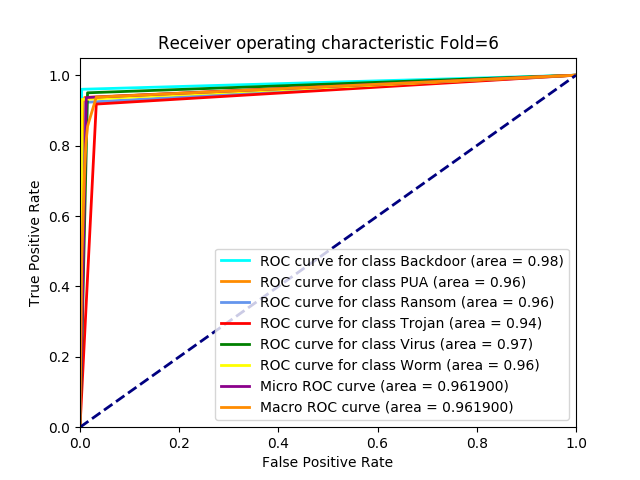 Receiver operating characteristic Fold=6
1.0
0.8
0.6
0.4
0.2
0.0
True Positive Rate
ROC curve for class Backdoor (area = 0.98)
ROC curve for class PUA (area = 0.96)
ROC curve for class Ransom (area = 0.96)
ROC curve for class Trojan (area = 0.94)
ROC curve for class Virus (area = 0.97)
ROC curve for class Worm (area = 0.96)
Micro ROC curve (area = 0.961900)
Macro ROC curve (area = 0.961900)
0.0 0.2 0.4 0.6 0.8 1.0
False Positive Rate